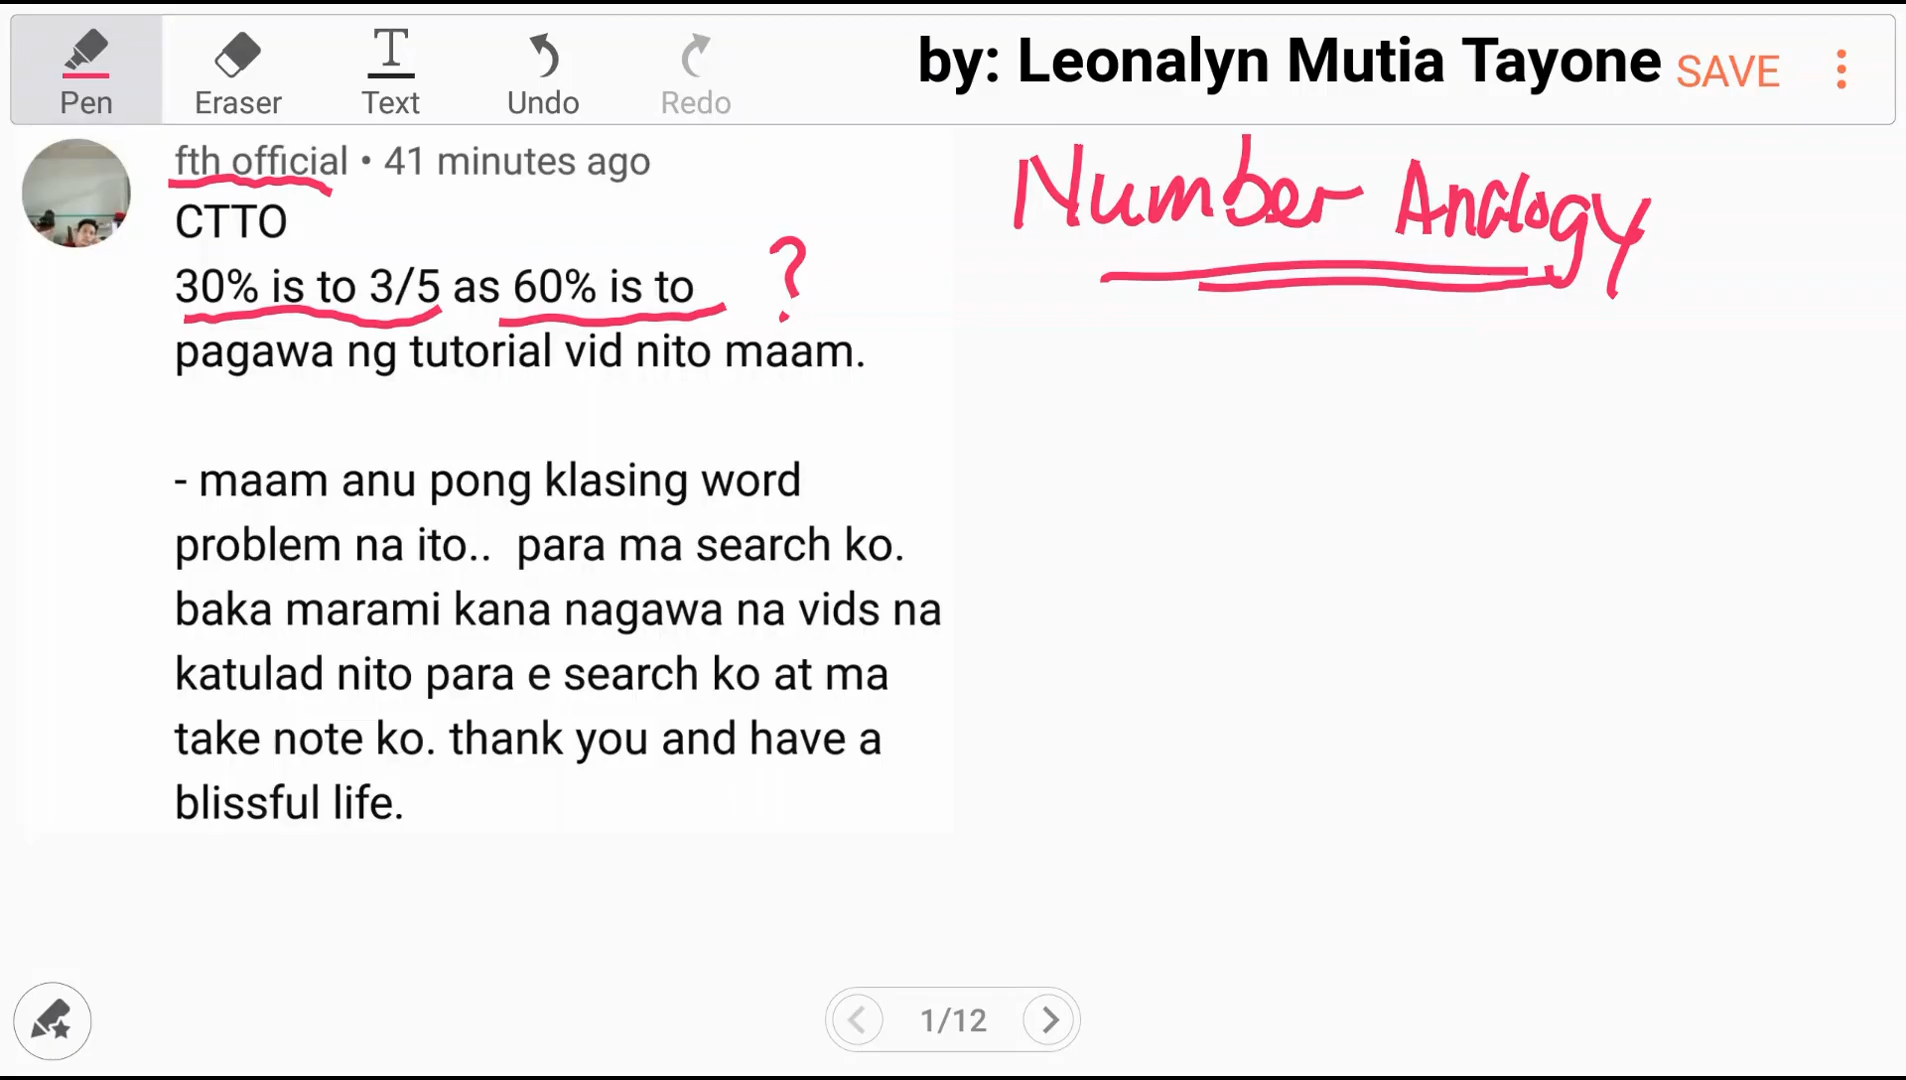 Pen
Eraser
Text
Undo
Redo
by: Leonalyn Mutia Tayone
SAVE
fth official • 41 minutes ago
CTTO
30% is to 3/5 as 60% is to ?
pagawa ng tutorial vid nito maam.
- maam anu pong klasing word
problem na ito.. para ma search ko.
baka marami kana nagawa na vids na
katulad nito para e search ko at ma
take note ko. thank you and have a
blissful life.
Number Analogy
1/12